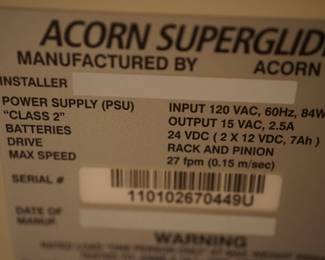 ACORN SUPERGLID
MANUFACTURED BY ACORN
INSTALLER
POWER SUPPLY (PSU) INPUT 120 VAC, 60Hz, 84W
"CLASS 2" OUTPUT 15 VAC, 2.5A
BATTERIES 24 VDC ( 2 X 12 VDC, 7Ah )
DRIVE RACK AND PINION
MAX SPEED 27 fpm (0.15 m/sec)
SERIAL #
110102670449U
DATE OF
MANUF.
WARNING
RATED LOAD